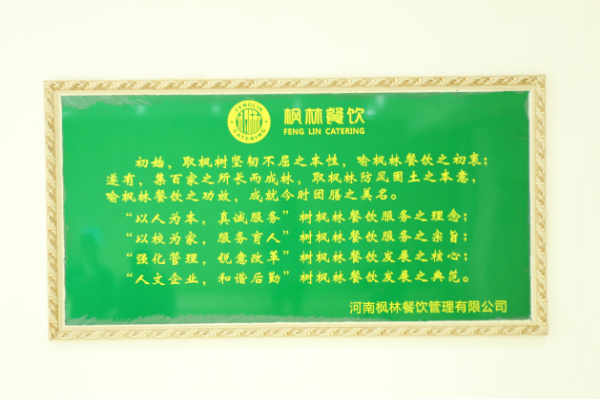 FENGLIN
CATERING
枫林餐饮
FENG LIN CATERING
初始，取枫树坚韧不屈之本性，喻枫林餐饮之初衷；
遂有，集百家之所长而成林，取枫林防风固土之本意，
喻枫林餐饮之功效，成就今时团膳之美名。
“以人为本，真诚服务”树枫林餐饮服务之理念；
“以校为家，服务育人”树枫林餐饮服务之宗旨；
“强化管理，锐意改革”树枫林餐饮发展之核心；
“人文企业，和谐后勤”树枫林餐饮发展之典范。
河南枫林餐饮管理有限公司